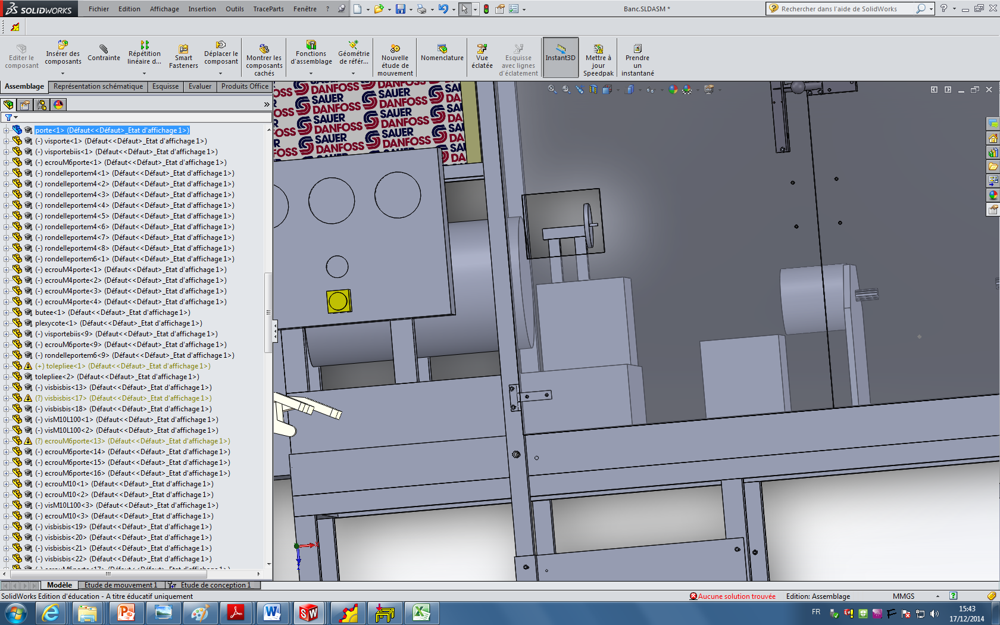 SOLIDWORKS
Fichier Edition Affichage Insertion Outils TraceParts Fenêtre ?
Banc.SLDASM *
Rechercher dans l'aide de SolidWorks
Editer le composant
Insérer des composants
Contrainte
Répétition linéaire d...
Smart Fasteners
Déplacer le composant
Montrer les composants cachés
Fonctions d'assemblage
Géométrie de référ...
Nouvelle étude de mouvement
Nomenclature
Vue éclatée
Esquisse avec lignes d'éclatement
Instant3D
Mettre à jour Speedpak
Prendre un instantané
Assemblage Représentation schématique Esquisse Evaluer Produits Office
porte<1> (Défaut<<Défaut>_Etat d'affichage 1>)
(-) visporte<1> (Défaut<<Défaut>_Etat d'affichage 1>)
(-) visportebiis<1> (Défaut<<Défaut>_Etat d'affichage 1>)
(-) ecrouM6porte<1> (Défaut<<Défaut>_Etat d'affichage 1>)
(-) rondelleportem4<1> (Défaut<<Défaut>_Etat d'affichage 1>)
(-) rondelleportem4<2> (Défaut<<Défaut>_Etat d'affichage 1>)
(-) rondelleportem4<3> (Défaut<<Défaut>_Etat d'affichage 1>)
(-) rondelleportem4<4> (Défaut<<Défaut>_Etat d'affichage 1>)
(-) rondelleportem4<5> (Défaut<<Défaut>_Etat d'affichage 1>)
(-) rondelleportem4<6> (Défaut<<Défaut>_Etat d'affichage 1>)
(-) rondelleportem4<7> (Défaut<<Défaut>_Etat d'affichage 1>)
(-) rondelleportem4<8> (Défaut<<Défaut>_Etat d'affichage 1>)
(-) rondelleportem6<1> (Défaut<<Défaut>_Etat d'affichage 1>)
(-) ecrouM4porte<1> (Défaut<<Défaut>_Etat d'affichage 1>)
(-) ecrouM4porte<2> (Défaut<<Défaut>_Etat d'affichage 1>)
(-) ecrouM4porte<3> (Défaut<<Défaut>_Etat d'affichage 1>)
(-) ecrouM4porte<4> (Défaut<<Défaut>_Etat d'affichage 1>)
butee<1> (Défaut<<Défaut>_Etat d'affichage 1>)
plexycote<1> (Défaut<<Défaut>_Etat d'affichage 1>)
(-) visportebiis<9> (Défaut<<Défaut>_Etat d'affichage 1>)
(-) ecrouM6porte<9> (Défaut<<Défaut>_Etat d'affichage 1>)
(-) rondelleportem6<9> (Défaut<<Défaut>_Etat d'affichage 1>)
(+) tolepliee<1> (Défaut<<Défaut>_Etat d'affichage 1>)
tolepliee<2> (Défaut<<Défaut>_Etat d'affichage 1>)
(-) visbisbis<13> (Défaut<<Défaut>_Etat d'affichage 1>)
(?) visbisbis<17> (Défaut<<Défaut>_Etat d'affichage 1>)
(-) visbisbis<18> (Défaut<<Défaut>_Etat d'affichage 1>)
(-) visM10L100<1> (Défaut<<Défaut>_Etat d'affichage 1>)
(-) visM10L100<2> (Défaut<<Défaut>_Etat d'affichage 1>)
(?) ecrouM6porte<13> (Défaut<<Défaut>_Etat d'affichage 1>)
(-) ecrouM6porte<14> (Défaut<<Défaut>_Etat d'affichage 1>)
(-) ecrouM6porte<15> (Défaut<<Défaut>_Etat d'affichage 1>)
(-) ecrouM6porte<16> (Défaut<<Défaut>_Etat d'affichage 1>)
(-) ecrouM10<1> (Défaut<<Défaut>_Etat d'affichage 1>)
(-) ecrouM10<2> (Défaut<<Défaut>_Etat d'affichage 1>)
(-) visM10L100<3> (Défaut<<Défaut>_Etat d'affichage 1>)
(-) ecrouM10<3> (Défaut<<Défaut>_Etat d'affichage 1>)
(-) visbisbis<19> (Défaut<<Défaut>_Etat d'affichage 1>)
(-) visbisbis<20> (Défaut<<Défaut>_Etat d'affichage 1>)
(-) visbisbis<21> (Défaut<<Défaut>_Etat d'affichage 1>)
(-) visbisbis<22> (Défaut<<Défaut>_Etat d'affichage 1>)
SAUER DANFOSS
SAUER DANFOSS
SAUER DANFOSS
SAUER DANFOSS
Modèle Etude de mouvement 1 Etude de conception 1
SolidWorks Edition d'éducation - A titre éducatif uniquement
Aucune solution trouvée Edition: Assemblage MMGS
FR
15:43
17/12/2014